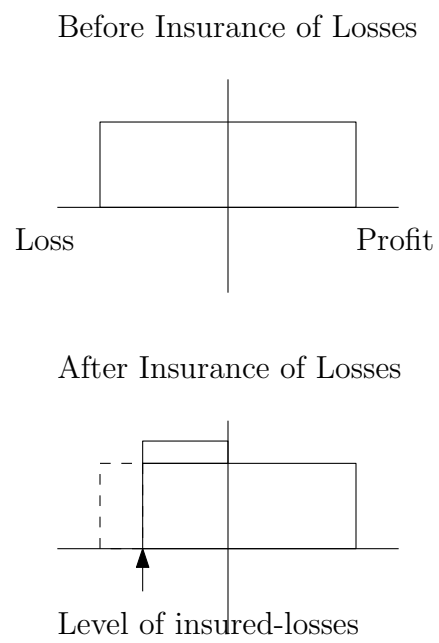 Before Insurance of Losses
Loss
Profit
After Insurance of Losses
Level of insured-losses